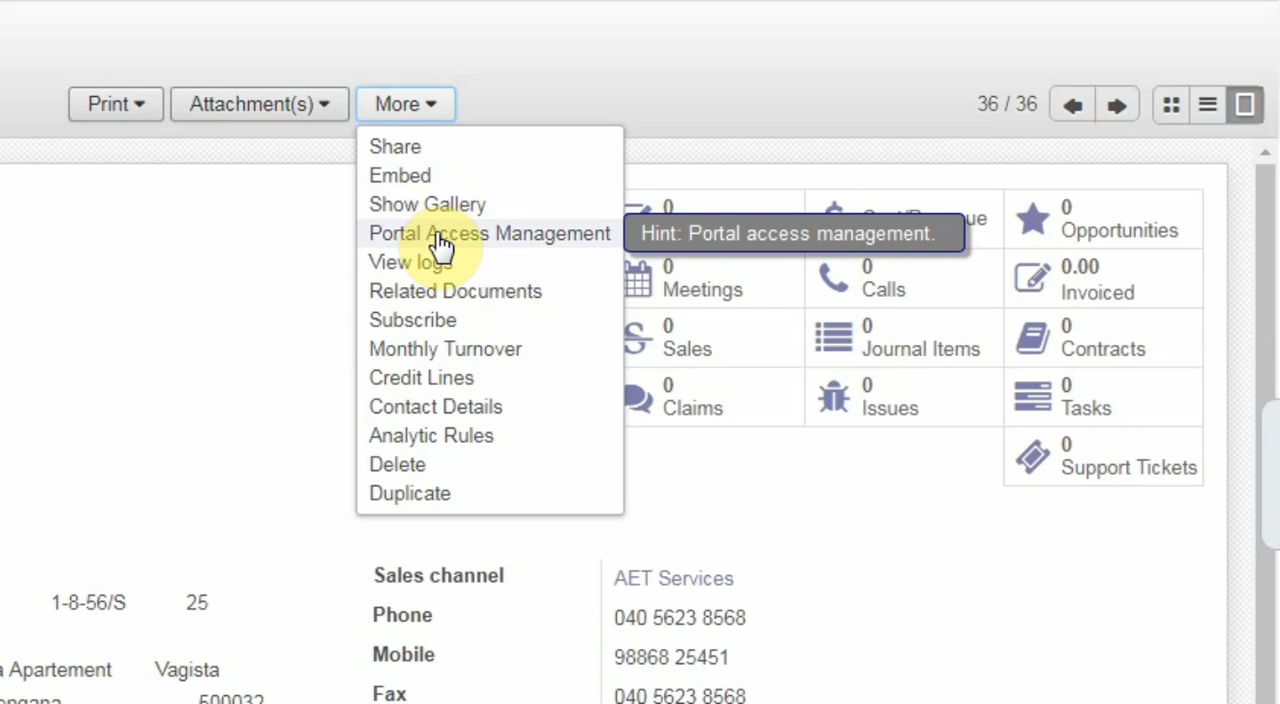 Print
Attachment(s)
More
36 / 36
Share
Embed
Show Gallery
Portal Access Management
View logs
Related Documents
Subscribe
Monthly Turnover
Credit Lines
Contact Details
Analytic Rules
Delete
Duplicate
Hint: Portal access management.
0
0
Opportunities
0
Meetings
0
Calls
0.00
Invoiced
0
Sales
0
Journal Items
0
Contracts
0
Claims
0
Issues
0
Tasks
0
Support Tickets
1-8-56/S 25
Apartement Vagista
500032
Sales channel AET Services
Phone 040 5623 8568
Mobile 98868 25451
Fax 040 5623 8568